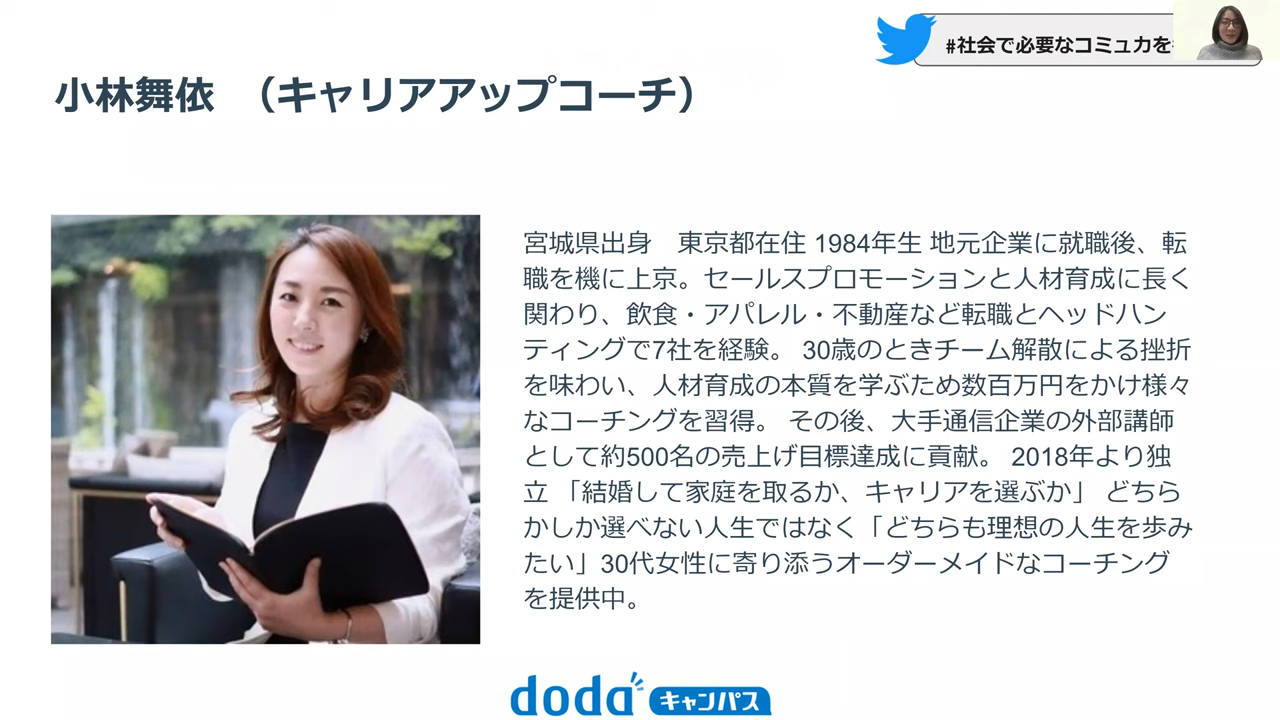 #社会で必要なコミュ力を
小林舞依 （キャリアアップコーチ）
宮城県出身　東京都在住 1984年生 地元企業に就職後、転
職を機に上京。セールスプロモーションと人材育成に長く
関わり、飲食・アパレル・不動産など転職とヘッドハン
ティングで7社を経験。 30歳のときチーム解散による挫折
を味わい、人材育成の本質を学ぶため数百万円をかけ様々
なコーチングを習得。 その後、大手通信企業の外部講師
として約500名の売上げ目標達成に貢献。 2018年より独
立 「結婚して家庭を取るか、キャリアを選ぶか」 どちら
かしか選べない人生ではなく「どちらも理想の人生を歩み
たい」30代女性に寄り添うオーダーメイドなコーチング
を提供中。
doda キャンパス